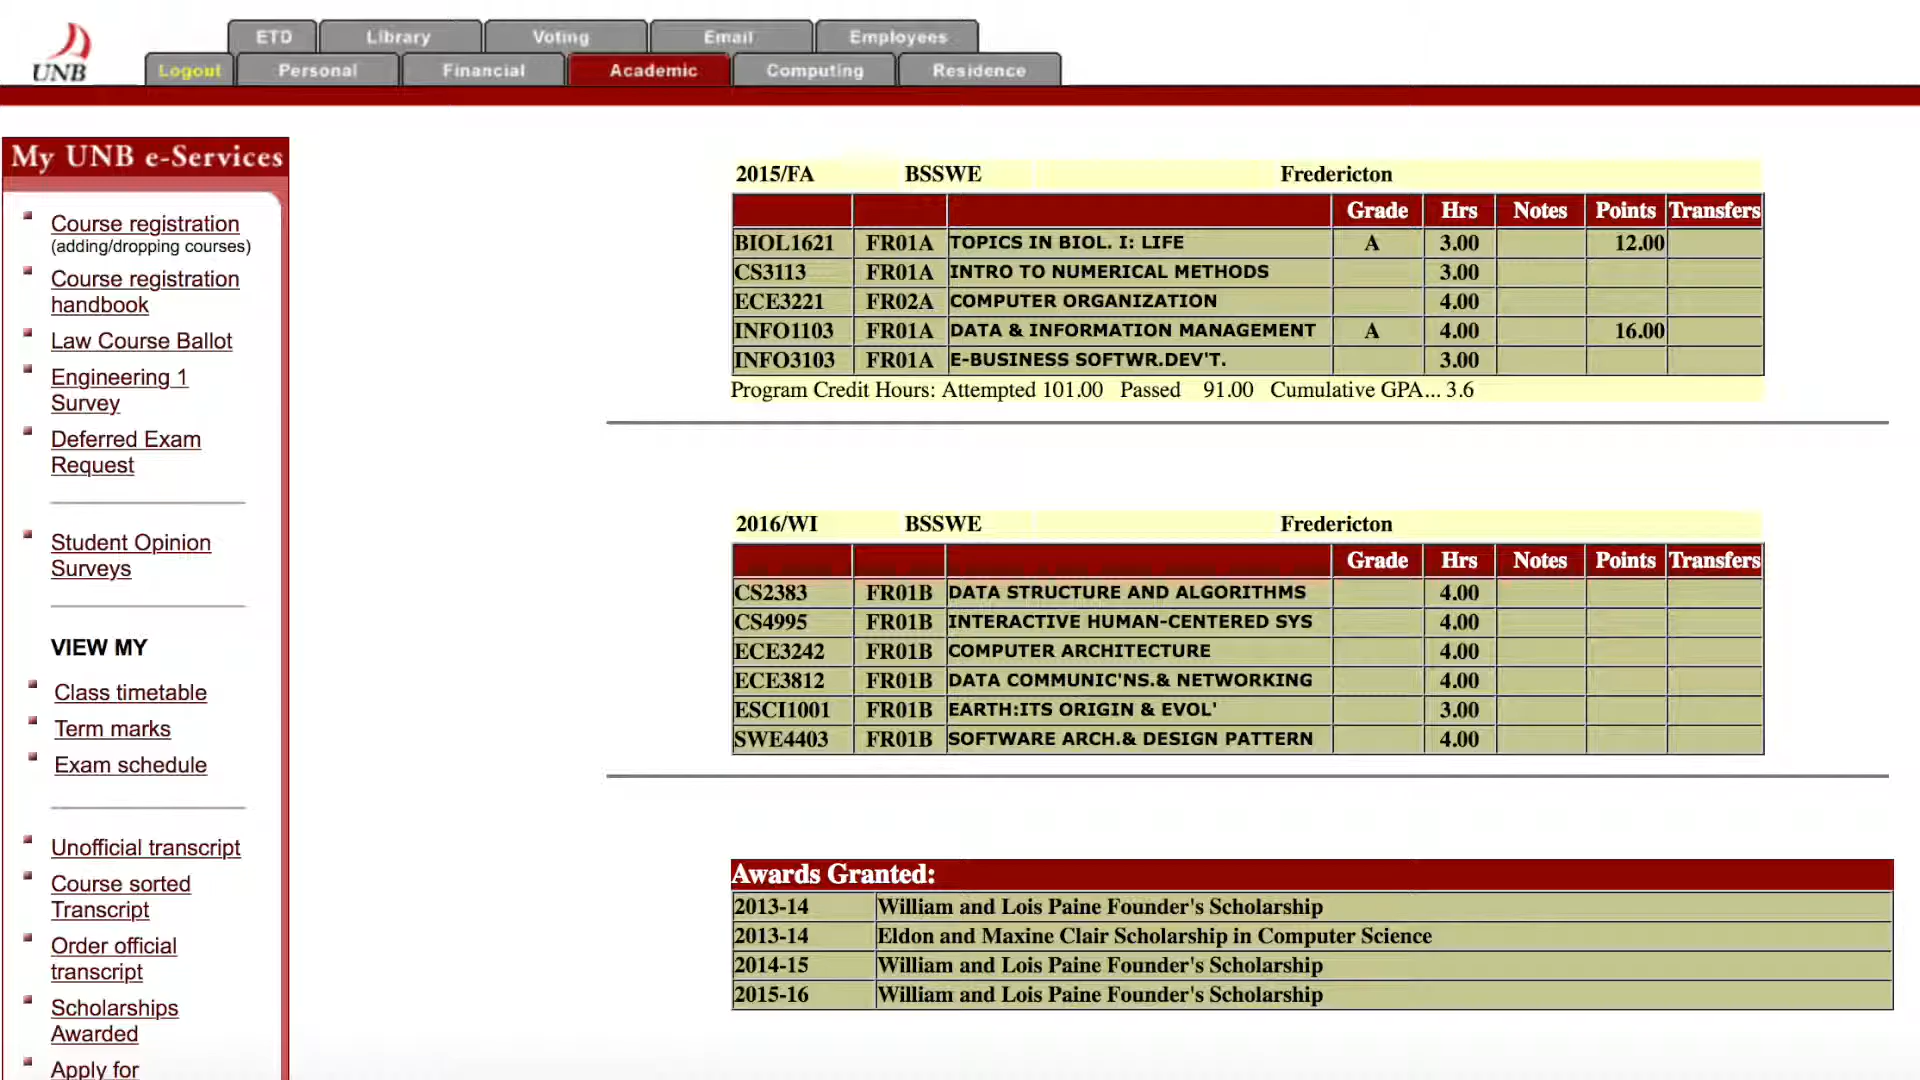 UNB
ETD Library Voting Email Employees
Logout Personal Financial Academic Computing Residence
My UNB e-Services
Course registration
(adding/dropping courses)
Course registration
handbook
Law Course Ballot
Engineering 1
Survey
Deferred Exam
Request
Student Opinion
Surveys
VIEW MY
Class timetable
Term marks
Exam schedule
Unofficial transcript
Course sorted
Transcript
Order official
transcript
Scholarships
Awarded
Apply for
2015/FA BSSWE Fredericton
Grade Hrs Notes Points Transfers
BIOL1621 FR01A TOPICS IN BIOL. I: LIFE A 3.00 12.00
CS3113 FR01A INTRO TO NUMERICAL METHODS 3.00
ECE3221 FR02A COMPUTER ORGANIZATION 4.00
INFO1103 FR01A DATA & INFORMATION MANAGEMENT A 4.00 16.00
INFO3103 FR01A E-BUSINESS SOFTWR.DEV'T. 3.00
Program Credit Hours: Attempted 101.00 Passed 91.00 Cumulative GPA... 3.6
2016/WI BSSWE Fredericton
Grade Hrs Notes Points Transfers
CS2383 FR01B DATA STRUCTURE AND ALGORITHMS 4.00
CS4995 FR01B INTERACTIVE HUMAN-CENTERED SYS 4.00
ECE3242 FR01B COMPUTER ARCHITECTURE 4.00
ECE3812 FR01B DATA COMMUNIC'NS.& NETWORKING 4.00
ESCI1001 FR01B EARTH:ITS ORIGIN & EVOL' 3.00
SWE4403 FR01B SOFTWARE ARCH.& DESIGN PATTERN 4.00
Awards Granted:
2013-14 William and Lois Paine Founder's Scholarship
2013-14 Eldon and Maxine Clair Scholarship in Computer Science
2014-15 William and Lois Paine Founder's Scholarship
2015-16 William and Lois Paine Founder's Scholarship